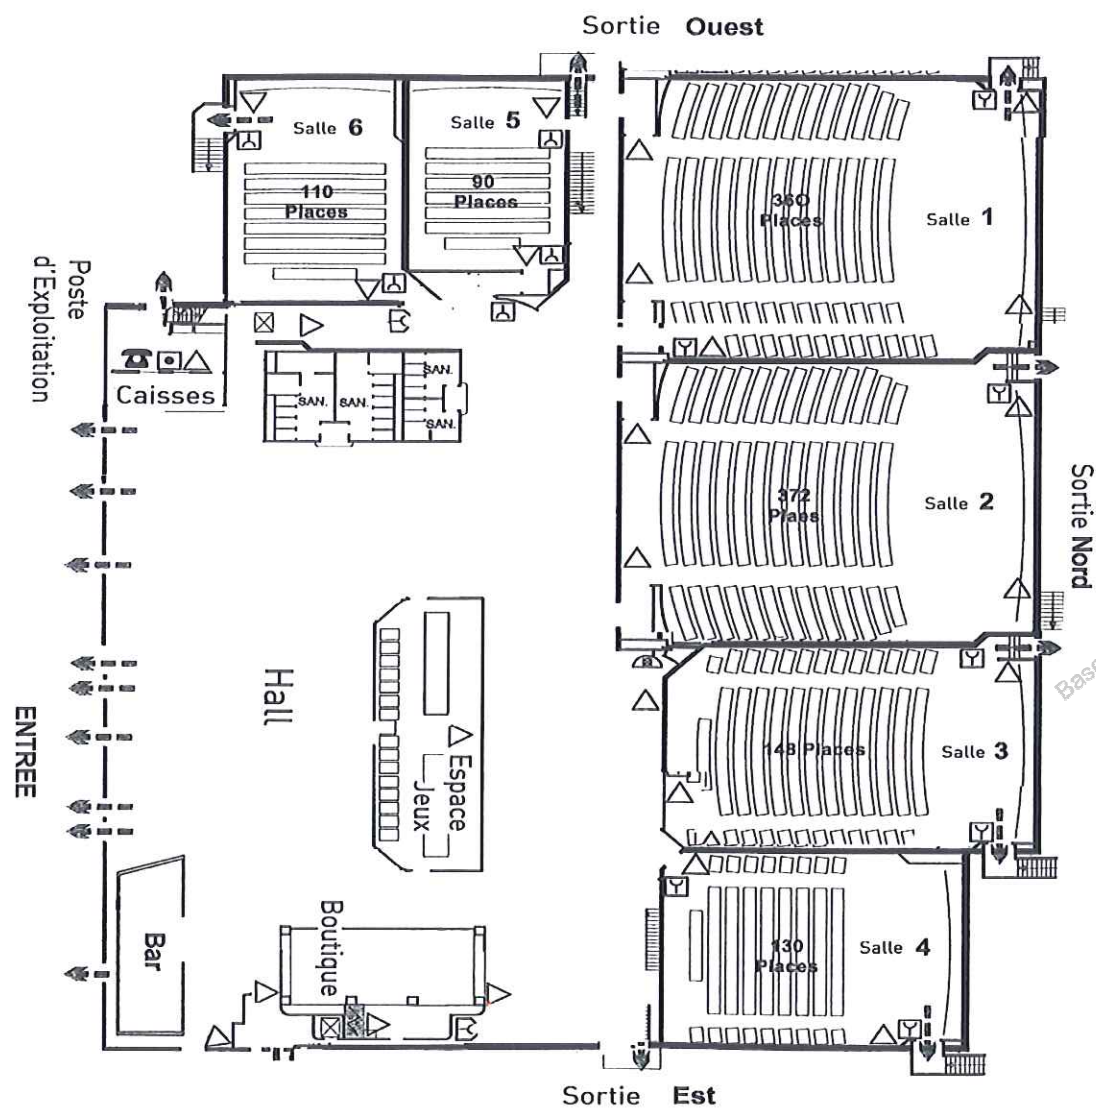 Sortie Ouest
Salle 6
Salle 5
110
Places
90
Places
360
Places
Salle 1
Poste
d'Exploitation
Caisses
SAN.
SAN.
SAN.
SAN.
372
Plaes
Salle 2
Sortie Nord
Hall
ENTREE
Espace
Jeux
148 Places
Salle 3
Bar
Boutique
130
Places
Salle 4
Sortie Est